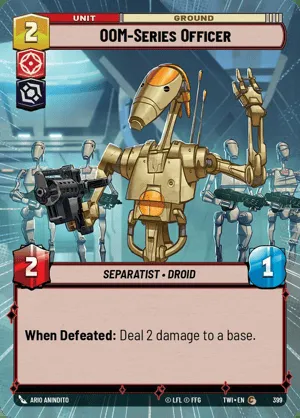 UNIT GROUND
2 OOM-SERIES OFFICER
2 SEPARATIST • DROID 1
When Defeated: Deal 2 damage to a base.
ARIO ANINDITO © LFL © FFG TWI • EN C 399